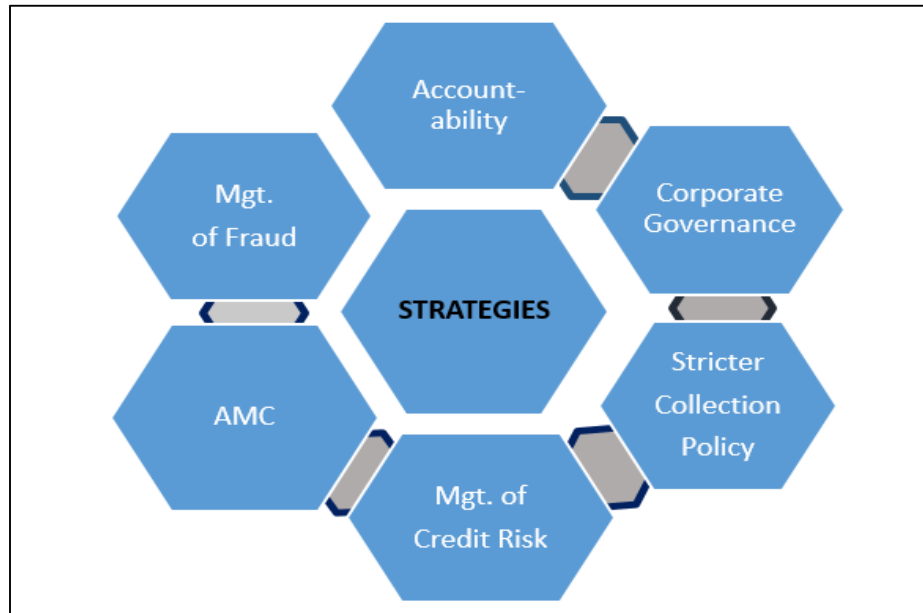 Account-
ability
Mgt.
of Fraud
Corporate
Governance
STRATEGIES
AMC
Stricter
Collection
Policy
Mgt. of
Credit Risk